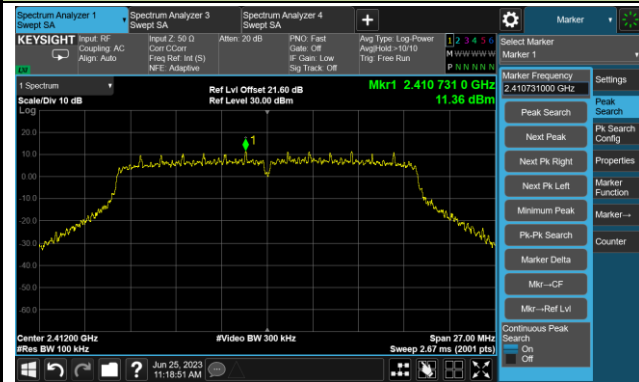 Spectrum Analyzer 1
Swept SA
Spectrum Analyzer 3
Swept SA
Spectrum Analyzer 4
Swept SA
+
Marker
KEYSIGHT
Input: RF
Coupling: AC
Align: Auto
Input Z: 50 Ω
Corr CCorr
Freq Ref: Int (S)
NFE: Adaptive
Atten: 20 dB
PNO: Fast
Gate: Off
IF Gain: Low
Sig Track: Off
Avg Type: Log-Power
Avg|Hold:>10/10
Trig: Free Run
1 2 3 4 5 6
M W W W W W
P N N N N N
Select Marker
Marker 1
1 Spectrum
Scale/Div 10 dB
Log
Ref Lvl Offset 21.60 dB
Ref Level 30.00 dBm
Mkr1 2.410 731 0 GHz
11.36 dBm
20.0
10.0
0.00
-10.0
-20.0
-30.0
-40.0
-50.0
-60.0
1
Center 2.41200 GHz
#Res BW 100 kHz
#Video BW 300 kHz
Span 27.00 MHz
Sweep 2.67 ms (2001 pts)
Marker Frequency
2.410731000 GHz
Peak Search
Next Peak
Next Pk Right
Next Pk Left
Minimum Peak
Pk-Pk Search
Marker Delta
Mkr→CF
Mkr→Ref Lvl
Continuous Peak
Search
On
Off
Settings
Peak
Search
Pk Search
Config
Properties
Marker
Function
Marker→
Counter
Jun 25, 2023
11:18:51 AM